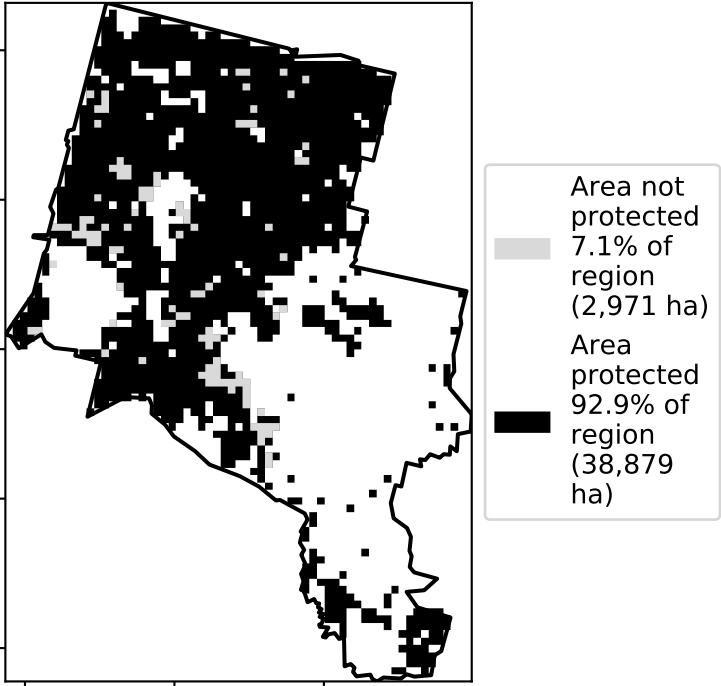 Area not
protected
7.1% of
region
(2,971 ha)
Area
protected
92.9% of
region
(38,879
ha)